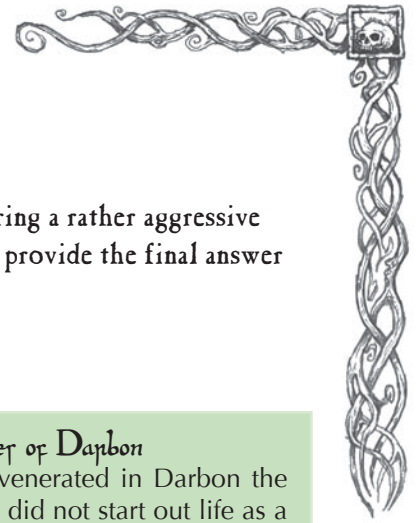 ring a rather aggressive
provide the final answer
er of Darbon
venerated in Darbon the
did not start out life as a